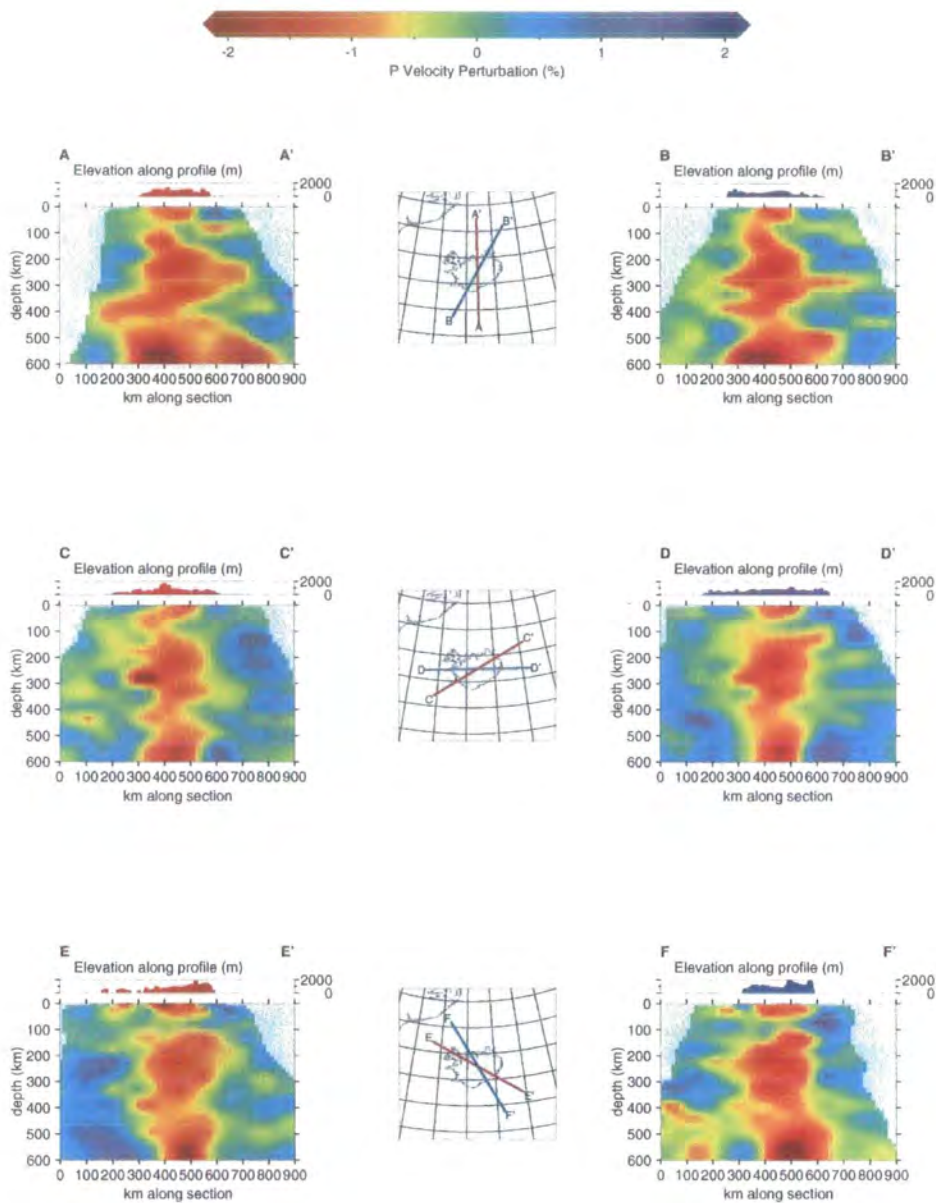 -2 -1 0 1 2
P Velocity Perturbation (%)
A A'
Elevation along profile (m)
2000
0
0
100
200
300
400
500
600
depth (km)
0 100 200 300 400 500 600 700 800 900
km along section
A'
B'
B
A
B B'
Elevation along profile (m)
2000
0
0
100
200
300
400
500
600
depth (km)
0 100 200 300 400 500 600 700 800 900
km along section
C C'
Elevation along profile (m)
2000
0
0
100
200
300
400
500
600
depth (km)
0 100 200 300 400 500 600 700 800 900
km along section
C'
D D'
C
D D'
Elevation along profile (m)
2000
0
0
100
200
300
400
500
600
depth (km)
0 100 200 300 400 500 600 700 800 900
km along section
E E'
Elevation along profile (m)
2000
0
0
100
200
300
400
500
600
depth (km)
0 100 200 300 400 500 600 700 800 900
km along section
F
E
E'
F'
F F'
Elevation along profile (m)
2000
0
0
100
200
300
400
500
600
depth (km)
0 100 200 300 400 500 600 700 800 900
km along section